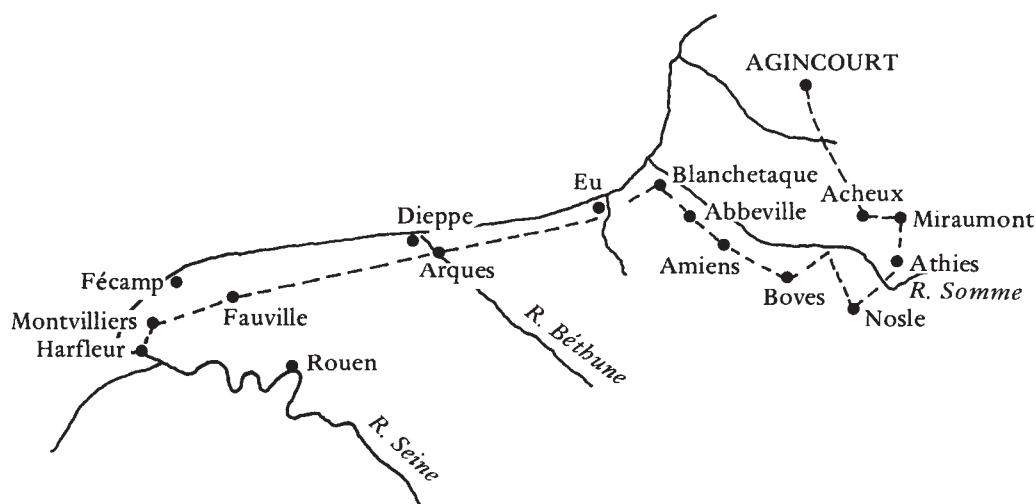 AGINCOURT
Blanchetaque
Eu
Acheux
Abbeville
Miraumont
Dieppe
Amiens
Athies
Arques
Fécamp
Boves
R. Somme
Fauville
Nosle
Montvilliers
Harfleur
R. Béthune
Rouen
R. Seine